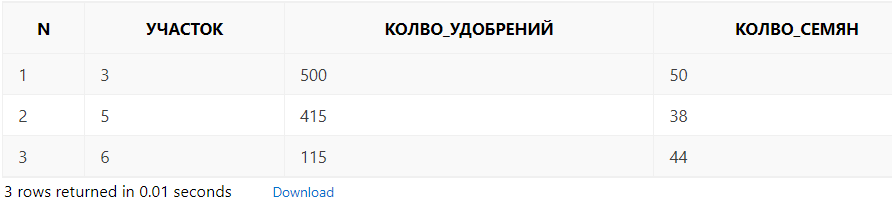 N УЧАСТОК КОЛВО_УДОБРЕНИЙ КОЛВО_СЕМЯН
1 3 500 50
2 5 415 38
3 6 115 44
3 rows returned in 0.01 seconds Download